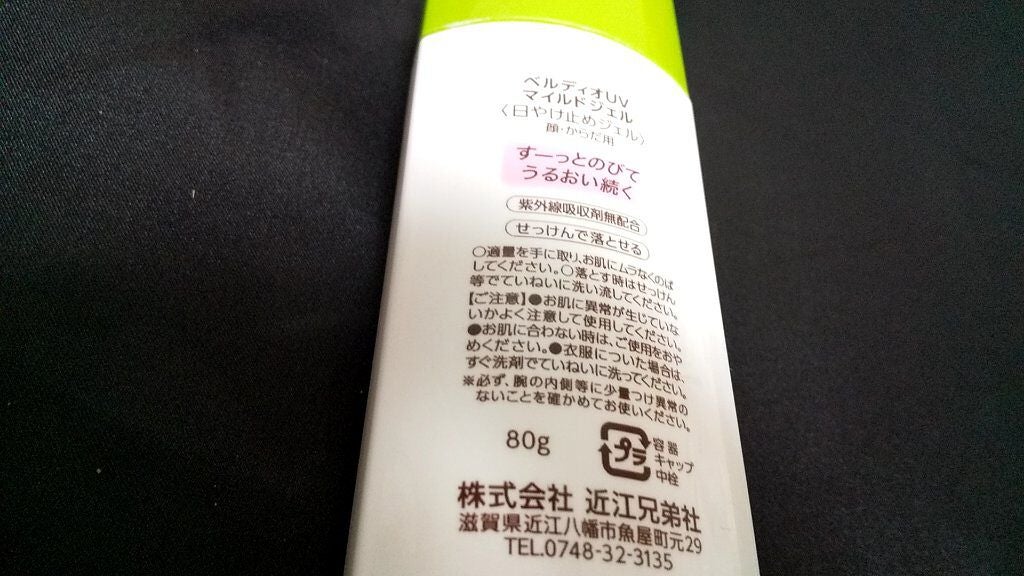 ベルディオUV
マイルドジェル
〈日やけ止めジェル〉
顔・からだ用
すーっとのびて
うるおい続く
紫外線吸収剤無配合
せっけんで落とせる
○適量を手に取り、お肌にムラなくのば
してください。○落とす時はせっけん
等でていねいに洗い流してください。
【ご注意】●お肌に異常が生じていな
いかよく注意して使用してください。
●お肌に合わない時は、ご使用をおや
めください。●衣服についた場合は、
すぐ洗剤でていねいに洗ってください。
※必ず、腕の内側等に少量つけ異常の
ないことを確かめてお使いください。
80g
プラ
容器
キャップ
中栓
株式会社 近江兄弟社
滋賀県近江八幡市魚屋町元29
TEL.0748-32-3135